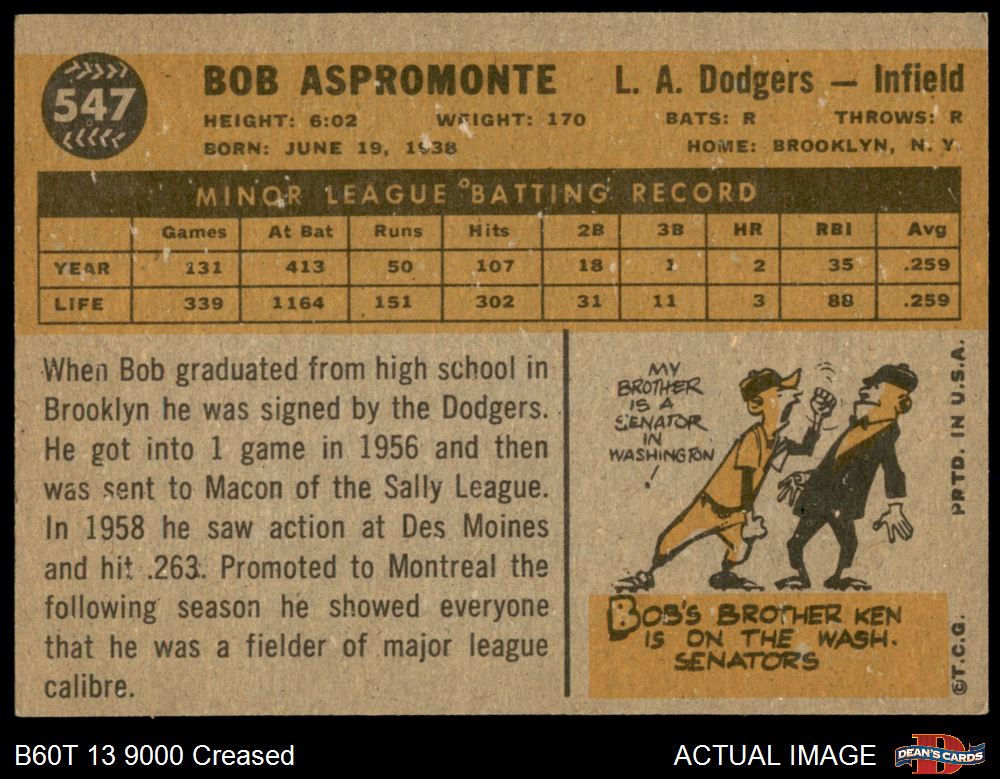 547
BOB ASPROMONTE L. A. Dodgers — Infield
HEIGHT: 6:02 WEIGHT: 170 BATS: R THROWS: R
BORN: JUNE 19, 1938 HOME: BROOKLYN, N. Y.
MINOR LEAGUE BATTING RECORD
Games At Bat Runs Hits 2B 3B HR RBI Avg
YEAR 131 413 50 107 18 1 2 35 .259
LIFE 339 1164 151 302 31 11 3 88 .259
When Bob graduated from high school in
Brooklyn he was signed by the Dodgers.
He got into 1 game in 1956 and then
was sent to Macon of the Sally League.
In 1958 he saw action at Des Moines
and hit .263. Promoted to Montreal the
following season he showed everyone
that he was a fielder of major league
calibre.
MY
BROTHER
IS A
SENATOR
IN
WASHINGTON
!
BOB'S BROTHER KEN
IS ON THE WASH.
SENATORS
©T.C.G. PRTD. IN U.S.A.
B60T 13 9000 Creased ACTUAL IMAGE
DEAN'S CARDS